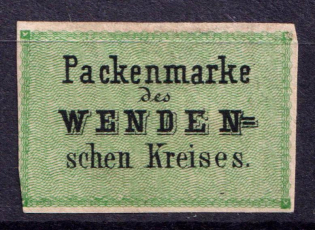 Packenmarke
des
WENDEN=
schen Kreises.